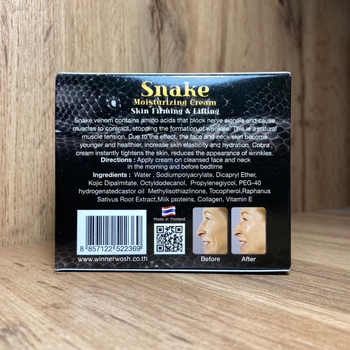 Snake
Moisturizing Cream
Skin Firming & Lifting
Snake venom contains amino acids that block nerve signals and cause
muscles to contract, stopping the formation of wrinkles. This is a natural
muscle tension. Due to the effect, the face and neck skin become
younger and healthier, increase skin elasticity and hydration. Cobra
cream instantly tightens the skin, reduces the appearance of wrinkles.
Directions : Apply cream on cleansed face and neck
in the morning and before bedtime
Ingredients : Water , Sodiumpolyacrylate, Dicapryl Ether,
Kojic Dipalmitate, Octyldodecanol, Propyleneglycol, PEG-40
hydrogenatedcastor oil Methylisothiazlinone, Tocopherol,Raphanus
Sativus Root Extract,Milk proteins, Collagen, Vitamin E
Made in Thailand
8 857122 522369
www.winnerwash.co.th
Before
After